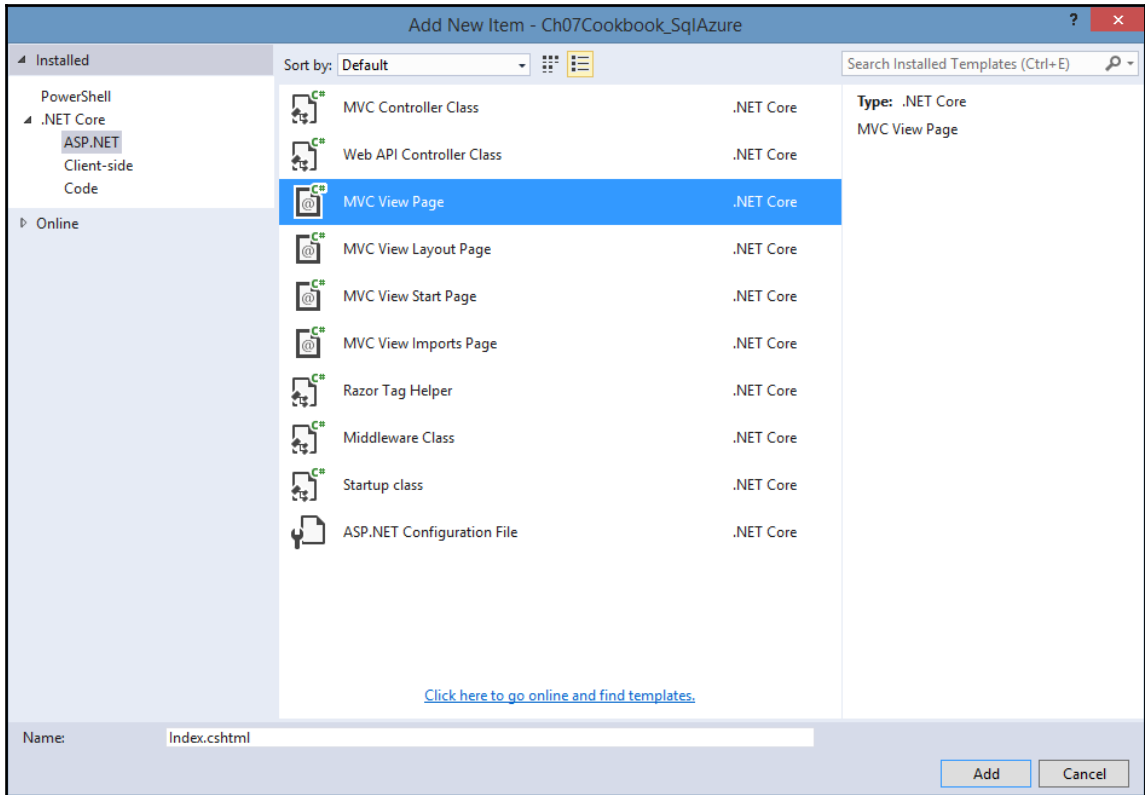 Add New Item - Ch07Cookbook_SqlAzure
? ×
Installed
PowerShell
.NET Core
ASP.NET
Client-side
Code
Online
Sort by: Default
Search Installed Templates (Ctrl+E)
C# MVC Controller Class .NET Core
C# Web API Controller Class .NET Core
C# @ MVC View Page .NET Core
C# @ MVC View Layout Page .NET Core
C# @ MVC View Start Page .NET Core
C# @ MVC View Imports Page .NET Core
C# Razor Tag Helper .NET Core
C# Middleware Class .NET Core
C# Startup class .NET Core
ASP.NET Configuration File .NET Core
Click here to go online and find templates.
Type: .NET Core
MVC View Page
Name: Index.cshtml
Add Cancel